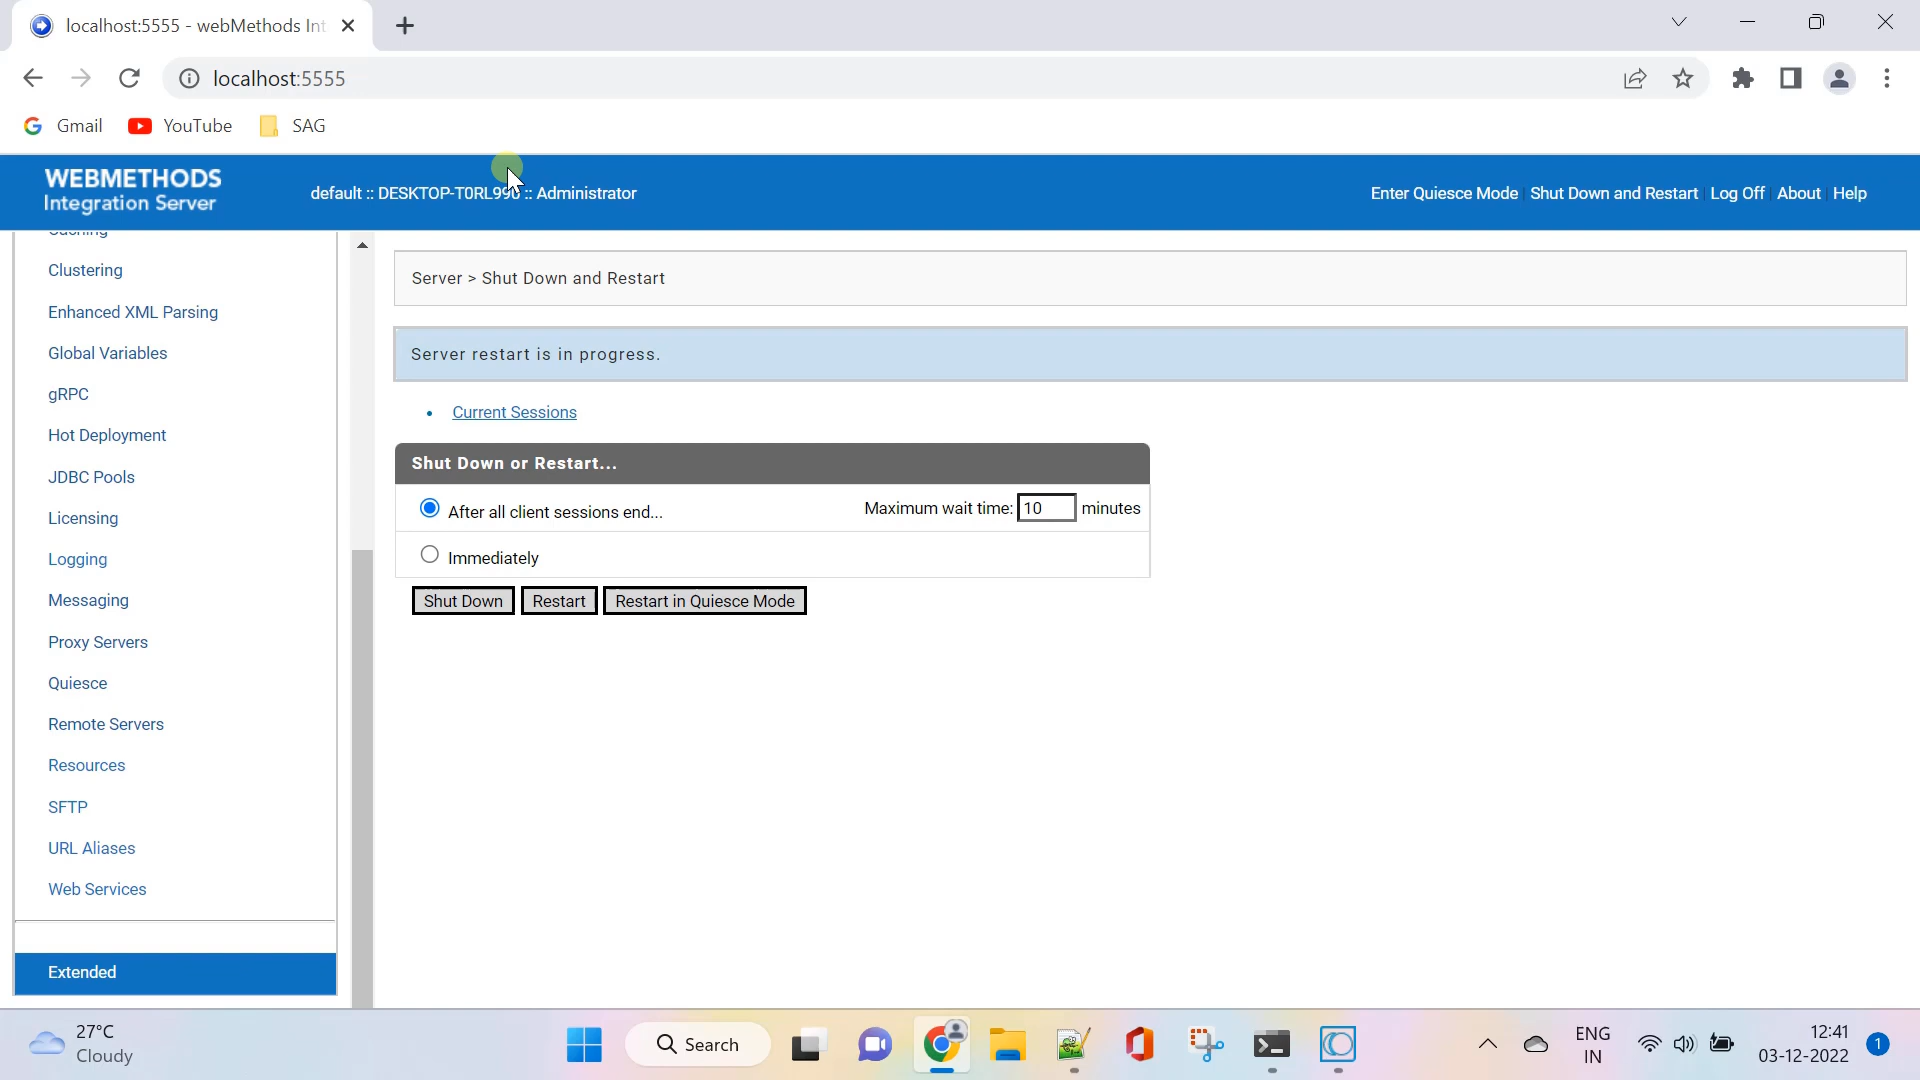 localhost:5555 - webMethods Int
localhost:5555
Gmail
YouTube
SAG
WEBMETHODS
Integration Server
default :: DESKTOP-T0RL990 :: Administrator
Enter Quiesce Mode
Shut Down and Restart
Log Off
About
Help
Caching
Clustering
Enhanced XML Parsing
Global Variables
gRPC
Hot Deployment
JDBC Pools
Licensing
Logging
Messaging
Proxy Servers
Quiesce
Remote Servers
Resources
SFTP
URL Aliases
Web Services
Extended
Server > Shut Down and Restart
Server restart is in progress.
Current Sessions
Shut Down or Restart...
After all client sessions end...
Maximum wait time: 10 minutes
Immediately
Shut Down
Restart
Restart in Quiesce Mode
27°C
Cloudy
Search
ENG
IN
12:41
03-12-2022
1